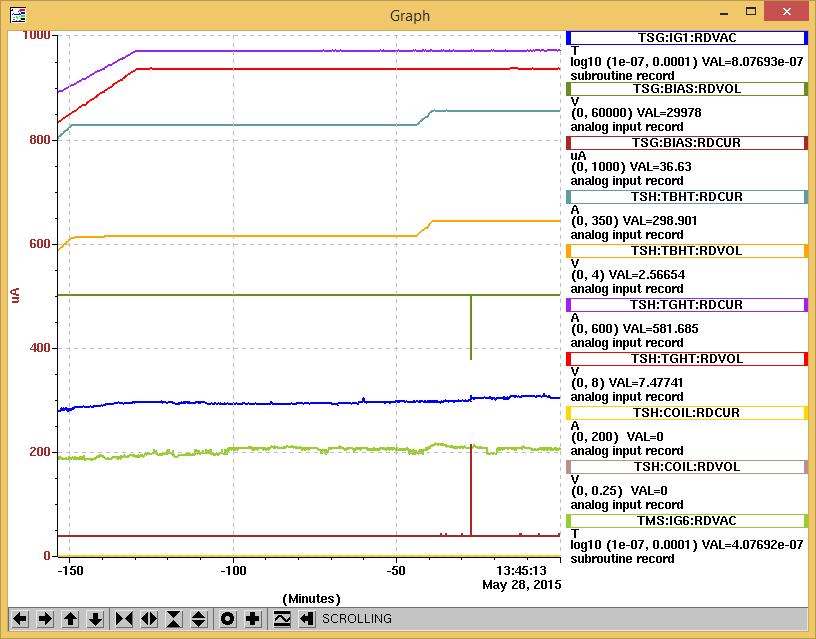 Graph
1000
800
600
400
200
0
uA
-150
-100
-50
13:45:13
May 28, 2015
(Minutes)
TSG:IG1:RDVAC
T
log10 (1e-07, 0.0001) VAL=8.07693e-07
subroutine record
TSG:BIAS:RDVOL
V
(0, 60000) VAL=29978
analog input record
TSG:BIAS:RDCUR
uA
(0, 1000) VAL=36.63
analog input record
TSH:TBHT:RDCUR
A
(0, 350) VAL=298.901
analog input record
TSH:TBHT:RDVOL
V
(0, 4) VAL=2.56654
analog input record
TSH:TGHT:RDCUR
A
(0, 600) VAL=581.685
analog input record
TSH:TGHT:RDVOL
V
(0, 8) VAL=7.47741
analog input record
TSH:COIL:RDCUR
A
(0, 200) VAL=0
analog input record
TSH:COIL:RDVOL
V
(0, 0.25) VAL=0
analog input record
TMS:IG6:RDVAC
T
log10 (1e-07, 0.0001) VAL=4.07692e-07
subroutine record
SCROLLING